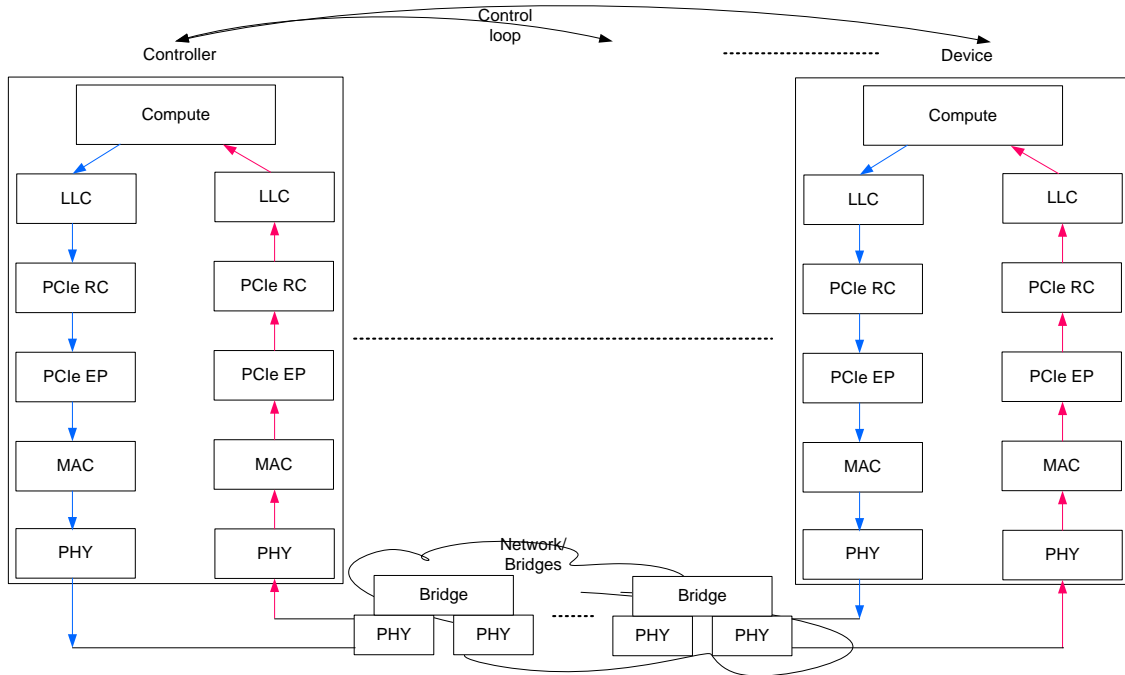 Control
loop
Controller
Device
Compute
Compute
LLC
LLC
LLC
LLC
PCIe RC
PCIe RC
PCIe RC
PCIe RC
PCIe EP
PCIe EP
PCIe EP
PCIe EP
MAC
MAC
MAC
MAC
PHY
PHY
PHY
PHY
Network/
Bridges
Bridge
Bridge
PHY
PHY
PHY
PHY